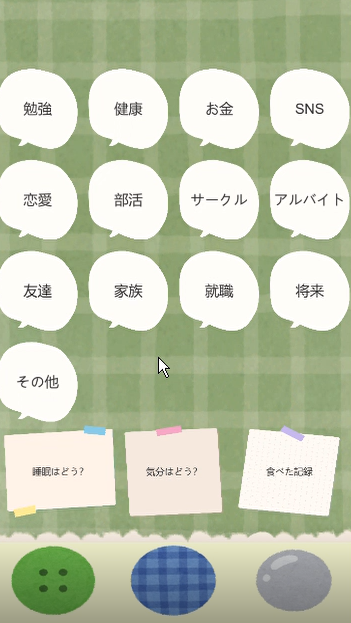 勉強
健康
お金
SNS
恋愛
部活
サークル
アルバイト
友達
家族
就職
将来
その他
睡眠はどう?
気分はどう?
食べた記録